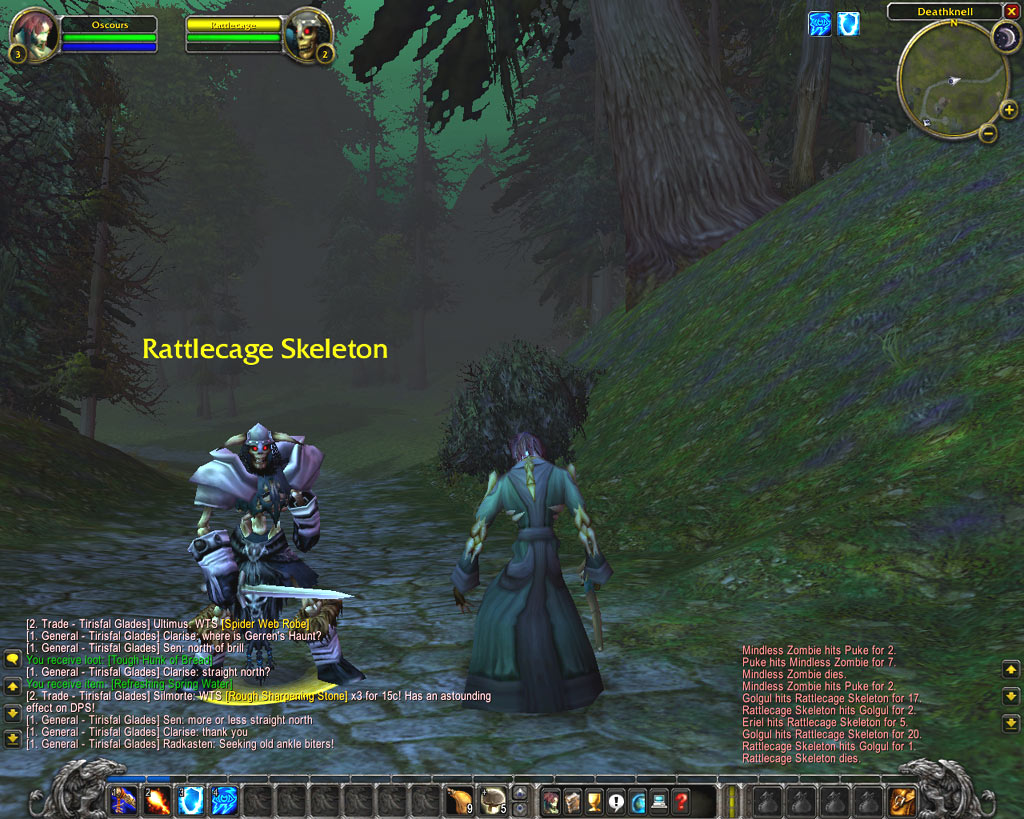 Oscours
3
Rattlecage
2
Deathknell
N
Rattlecage Skeleton
[2. Trade - Tirisfal Glades] Ultimus: WTS [Spider Web Robe]
[1. General - Tirisfal Glades] Clarise: where is Gerren's Haunt?
[1. General - Tirisfal Glades] Sen: north of brill
You receive loot: [Tough Hunk of Bread]
[1. General - Tirisfal Glades] Clarise: straight north?
You receive item: [Refreshing Spring Water]
[2. Trade - Tirisfal Glades] Silmorte: WTS [Rough Sharpening Stone] x3 for 15c! Has an astounding
effect on DPS!
[1. General - Tirisfal Glades] Sen: more or less straight north
[1. General - Tirisfal Glades] Clarise: thank you
[1. General - Tirisfal Glades] Radkasten: Seeking old ankle biters!
Mindless Zombie hits Puke for 2.
Puke hits Mindless Zombie for 7.
Mindless Zombie dies.
Mindless Zombie hits Puke for 2.
Golgul hits Rattlecage Skeleton for 17.
Rattlecage Skeleton hits Golgul for 2.
Eriel hits Rattlecage Skeleton for 5.
Golgul hits Rattlecage Skeleton for 20.
Rattlecage Skeleton hits Golgul for 1.
Rattlecage Skeleton dies.
1 2 3 4 9 5